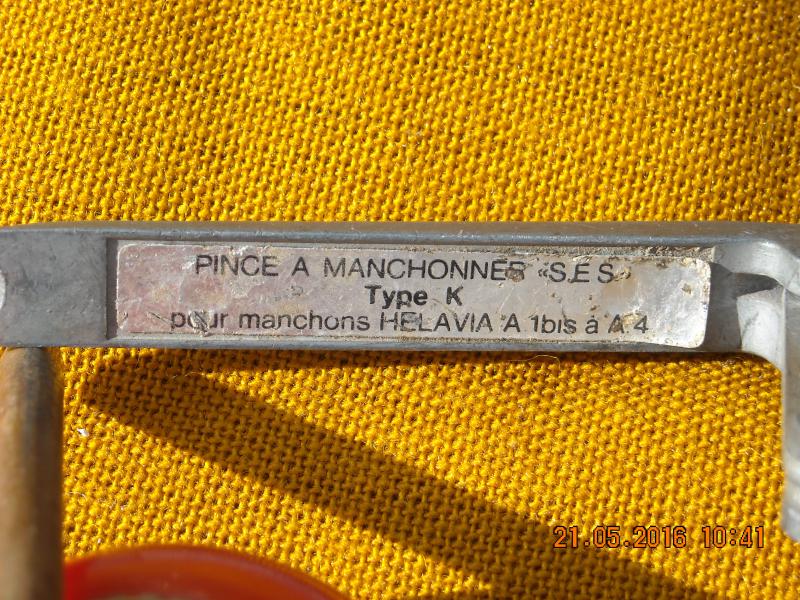 PINCE A MANCHONNER «S.E.S.»
Type K
pour manchons HELAVIA A 1bis à A 4
21.05.2016 10:41